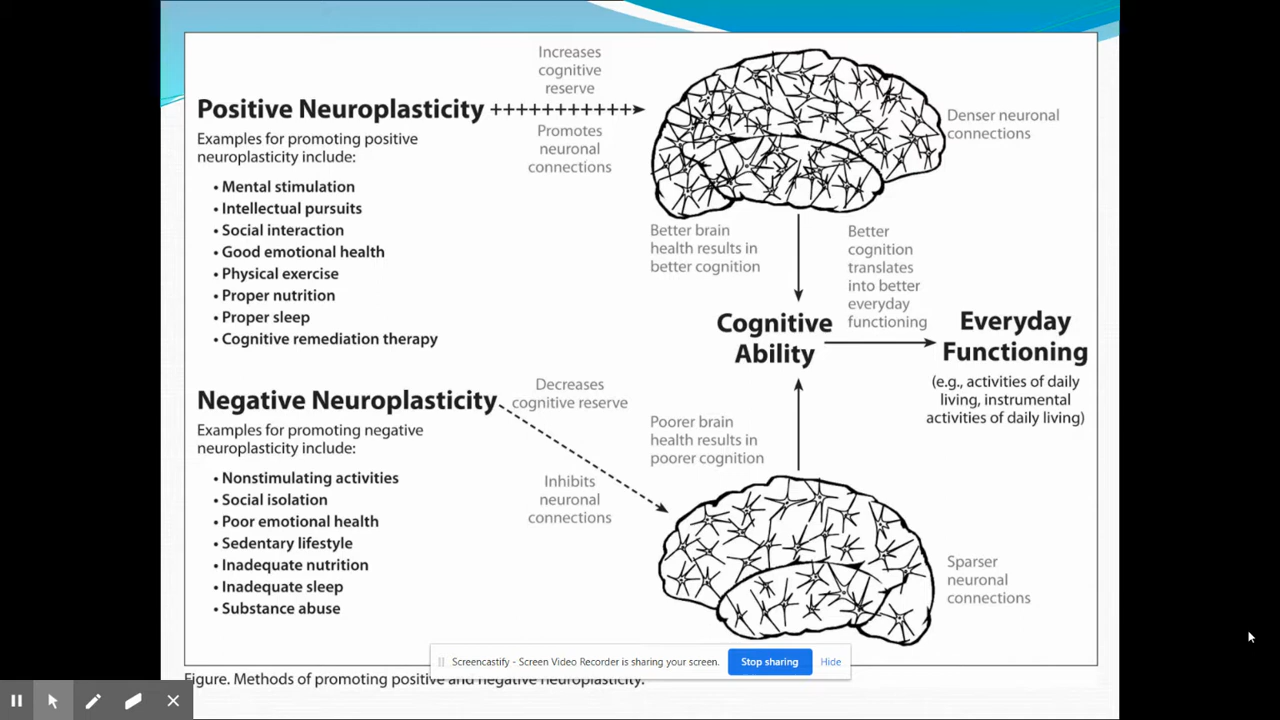 Increases
cognitive
reserve
Positive Neuroplasticity
Promotes
neuronal
connections
Examples for promoting positive
neuroplasticity include:
• Mental stimulation
• Intellectual pursuits
• Social interaction
• Good emotional health
• Physical exercise
• Proper nutrition
• Proper sleep
• Cognitive remediation therapy
Denser neuronal
connections
Better brain
health results in
better cognition
Better
cognition
translates
into better
everyday
functioning
Cognitive
Ability
Everyday
Functioning
(e.g., activities of daily
living, instrumental
activities of daily living)
Negative Neuroplasticity
Decreases
cognitive reserve
Inhibits
neuronal
connections
Examples for promoting negative
neuroplasticity include:
• Nonstimulating activities
• Social isolation
• Poor emotional health
• Sedentary lifestyle
• Inadequate nutrition
• Inadequate sleep
• Substance abuse
Poorer brain
health results in
poorer cognition
Sparser
neuronal
connections
Screencastify - Screen Video Recorder is sharing your screen.
Stop sharing
Hide
Figure. Methods of promoting positive and negative neuroplasticity.